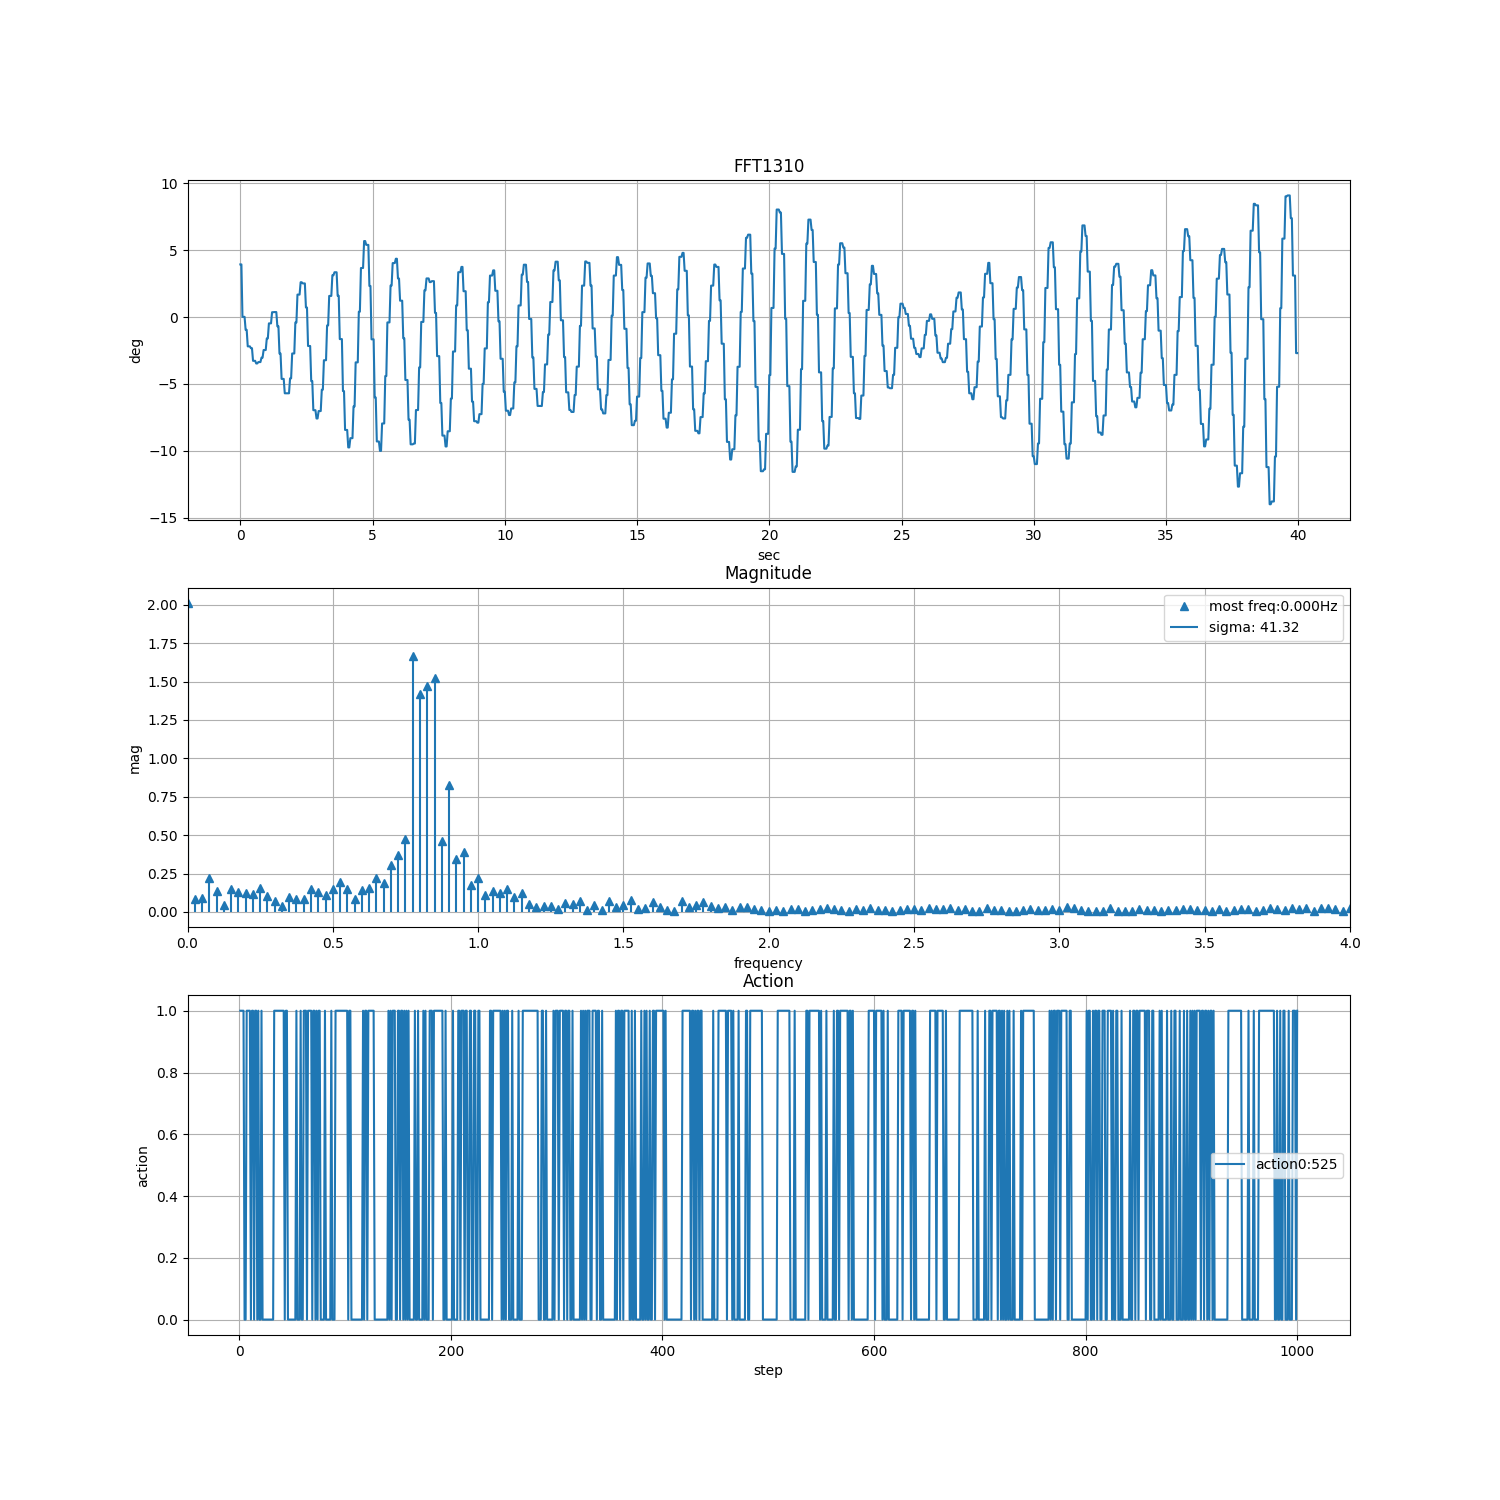 FFT1310
10
5
0
−5
−10
−15
deg
0 5 10 15 20 25 30 35 40
sec
Magnitude
2.00
1.75
1.50
1.25
1.00
0.75
0.50
0.25
0.00
mag
most freq:0.000Hz
sigma: 41.32
0.0 0.5 1.0 1.5 2.0 2.5 3.0 3.5 4.0
frequency
Action
1.0
0.8
0.6
0.4
0.2
0.0
action
action0:525
0 200 400 600 800 1000
step